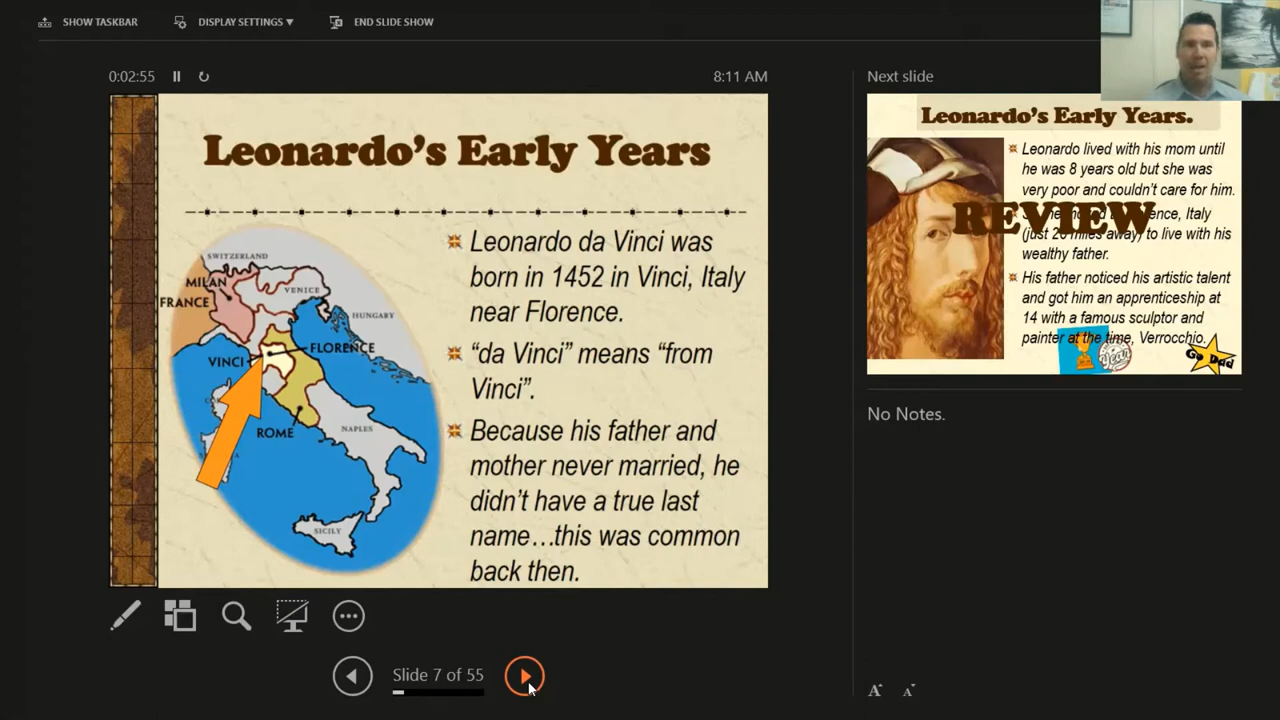 SHOW TASKBAR
DISPLAY SETTINGS ▼
END SLIDE SHOW
0:02:55
8:11 AM
Leonardo's Early Years
SWITZERLAND
MILAN
FRANCE
VENICE
HUNGARY
VINCI
FLORENCE
ROME
NAPLES
SICILY
Leonardo da Vinci was
born in 1452 in Vinci, Italy
near Florence.
"da Vinci" means "from
Vinci".
Because his father and
mother never married, he
didn't have a true last
name…this was common
back then.
Slide 7 of 55
Next slide
Leonardo's Early Years.
Leonardo lived with his mom until
he was 8 years old but she was
very poor and couldn't care for him.
REVIEW
Italy
(just 26 miles away) to live with his
wealthy father.
His father noticed his artistic talent
and got him an apprenticeship at
14 with a famous sculptor and
painter at the time, Verrocchio.
Go Dad
No Notes.